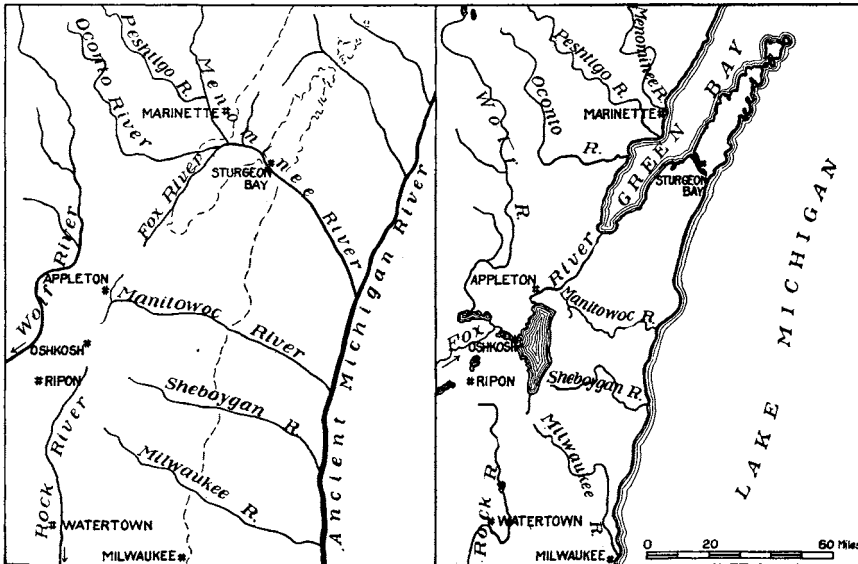 Oconto River
Peshtigo R.
MARINETTE
Menominee River
Fox River
STURGEON
BAY
Wolf River
APPLETON
Manitowoc River
OSHKOSH
RIPON
Sheboygan R.
Rock River
Milwaukee R.
WATERTOWN
MILWAUKEE
Ancient Michigan River
Wolf R.
Oconto R.
Peshtigo R.
Menominee R.
MARINETTE
GREEN BAY
STURGEON
BAY
APPLETON
Fox River
Manitowoc R.
OSHKOSH
RIPON
Sheboygan R.
Milwaukee R.
Rock R.
WATERTOWN
MILWAUKEE
LAKE MICHIGAN
0 20 40 60 Miles